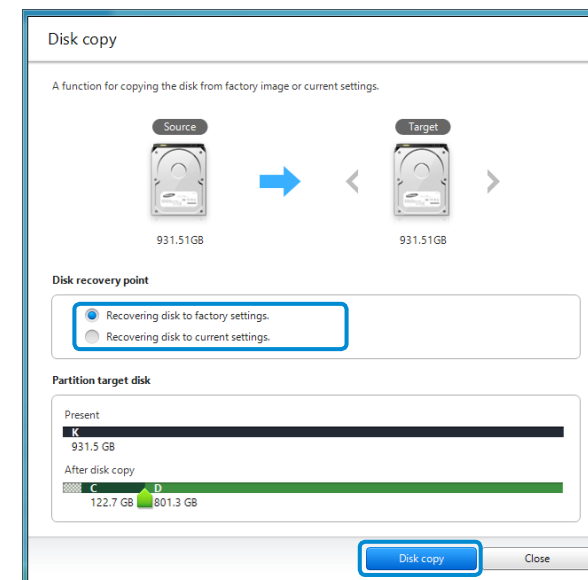 Disk copy
A function for copying the disk from factory image or current settings.
Source
Target
931.51GB
931.51GB
Disk recovery point
Recovering disk to factory settings.
Recovering disk to current settings.
Partition target disk
Present
K
931.5 GB
After disk copy
C D
122.7 GB 801.3 GB
Disk copy
Close